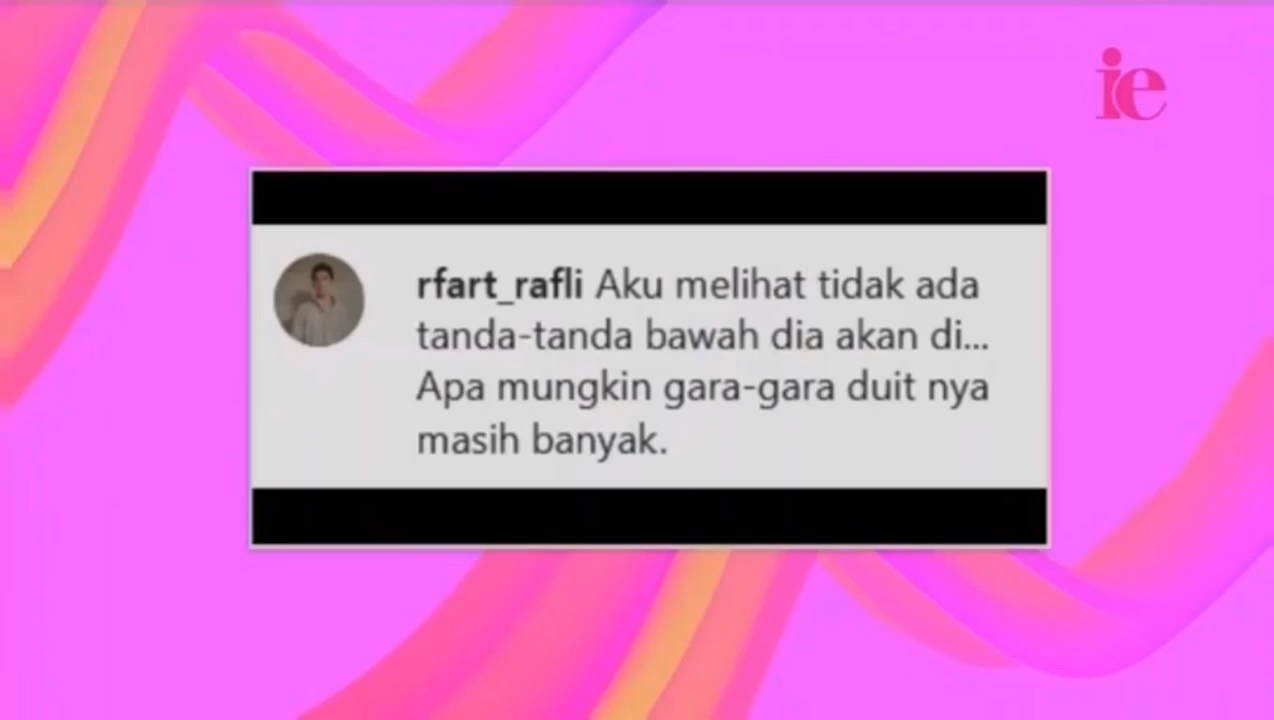 ie
rfart_rafli Aku melihat tidak ada
tanda-tanda bawah dia akan di...
Apa mungkin gara-gara duit nya
masih banyak.